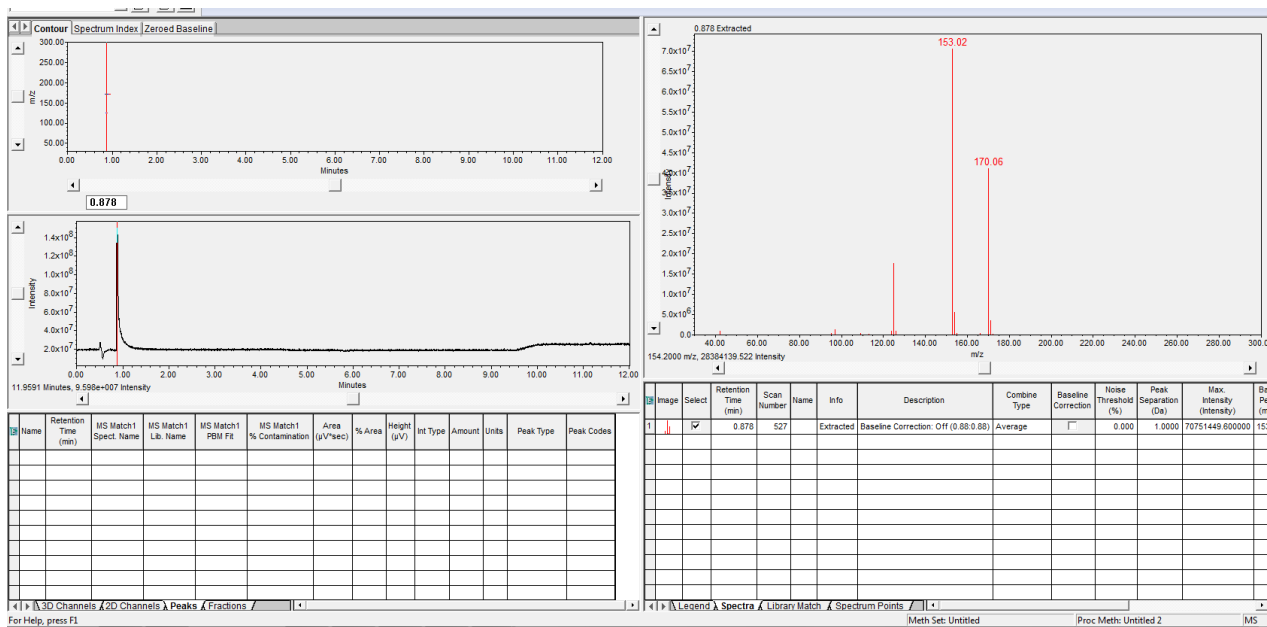 Contour Spectrum Index Zeroed Baseline
300.00
250.00
200.00
150.00
100.00
50.00
m/z
0.00 1.00 2.00 3.00 4.00 5.00 6.00 7.00 8.00 9.00 10.00 11.00 12.00
Minutes
0.878
1.4x10⁸
1.2x10⁸
1.0x10⁸
8.0x10⁷
6.0x10⁷
4.0x10⁷
2.0x10⁷
Intensity
0.00 1.00 2.00 3.00 4.00 5.00 6.00 7.00 8.00 9.00 10.00 11.00 12.00
Minutes
11.9591 Minutes, 9.598e+007 Intensity
Name Retention Time (min) MS Match1 Spect. Name MS Match1 Lib. Name MS Match1 PBM Fit MS Match1 % Contamination Area (µV*sec) % Area Height (µV) Int Type Amount Units Peak Type Peak Codes
3D Channels 2D Channels Peaks Fractions
0.878 Extracted
153.02
170.06
7.0x10⁷
6.5x10⁷
6.0x10⁷
5.5x10⁷
5.0x10⁷
4.5x10⁷
4.0x10⁷
3.5x10⁷
3.0x10⁷
2.5x10⁷
2.0x10⁷
1.5x10⁷
1.0x10⁷
5.0x10⁶
0.0
Intensity
40.00 60.00 80.00 100.00 120.00 140.00 160.00 180.00 200.00 220.00 240.00 260.00 280.00 300.0
m/z
154.2000 m/z, 28384139.522 Intensity
Image Select Retention Time (min) Scan Number Name Info Description Combine Type Baseline Correction Noise Threshold (%) Peak Separation (Da) Max. Intensity (Intensity)
1 0.878 527 Extracted Baseline Correction: Off (0.88:0.88) Average 0.000 1.0000 70751449.600000 153
Legend Spectra Library Match Spectrum Points
For Help, press F1
Meth Set: Untitled
Proc Meth: Untitled 2
MS